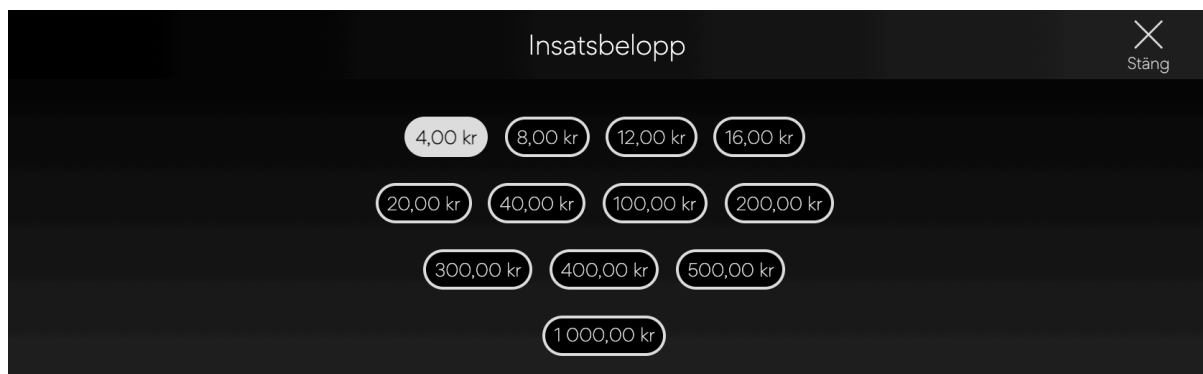 Insatsbelopp
Stäng
4,00 kr 8,00 kr 12,00 kr 16,00 kr
20,00 kr 40,00 kr 100,00 kr 200,00 kr
300,00 kr 400,00 kr 500,00 kr
1 000,00 kr